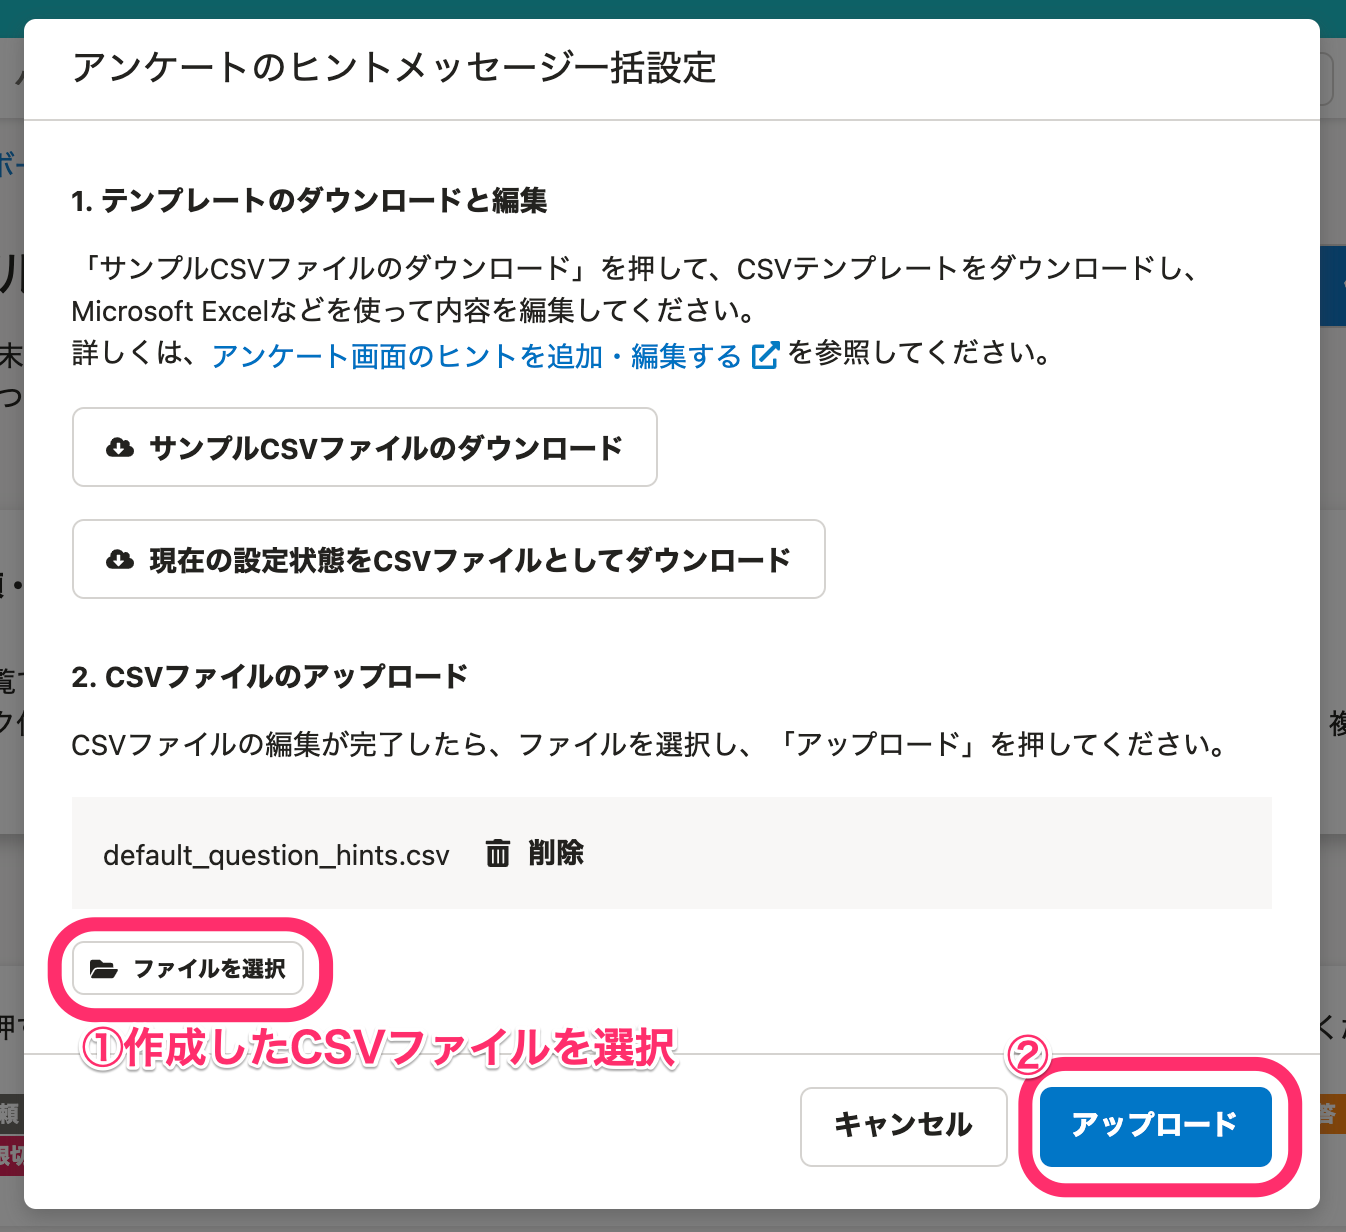 アンケートのヒントメッセージ一括設定
1. テンプレートのダウンロードと編集
「サンプルCSVファイルのダウンロード」を押して、CSVテンプレートをダウンロードし、
Microsoft Excelなどを使って内容を編集してください。
詳しくは、アンケート画面のヒントを追加・編集する を参照してください。
サンプルCSVファイルのダウンロード
現在の設定状態をCSVファイルとしてダウンロード
2. CSVファイルのアップロード
CSVファイルの編集が完了したら、ファイルを選択し、「アップロード」を押してください。
default_question_hints.csv 削除
ファイルを選択
①作成したCSVファイルを選択
②
キャンセル アップロード